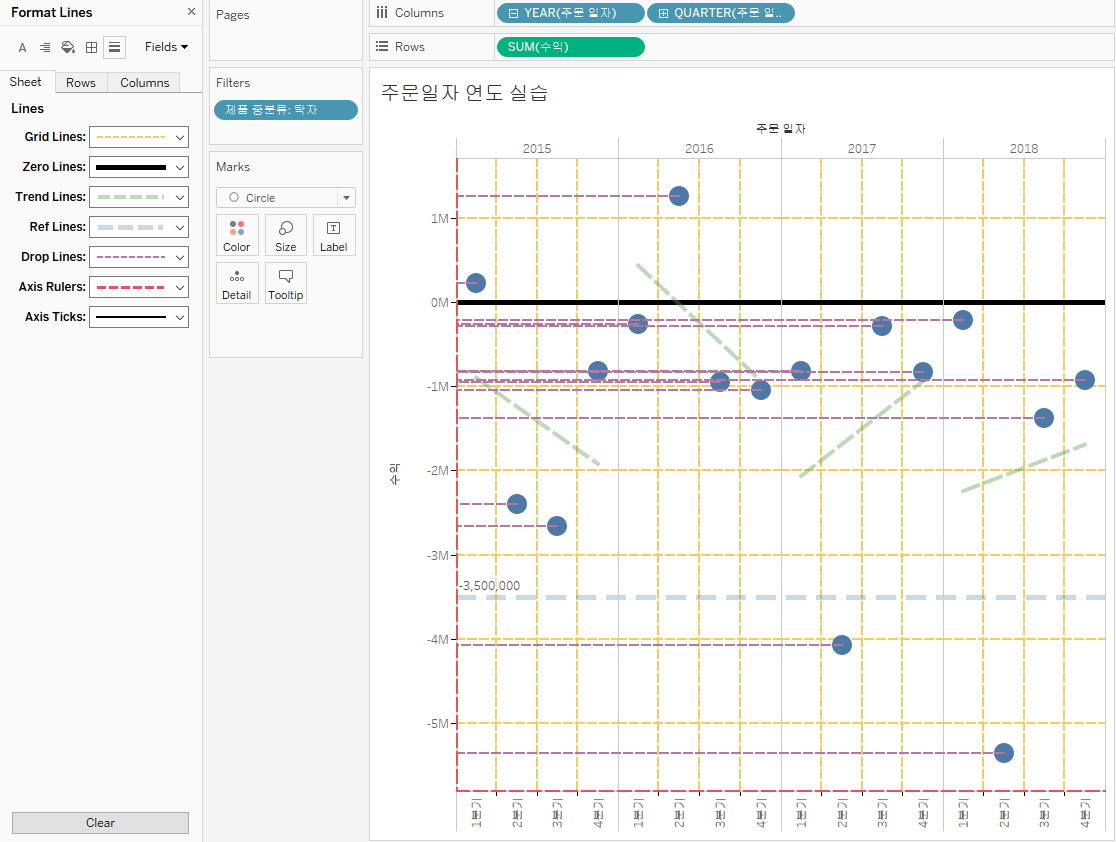 Format Lines
A
Fields
Sheet
Rows
Columns
Lines
Grid Lines:
Zero Lines:
Trend Lines:
Ref Lines:
Drop Lines:
Axis Rulers:
Axis Ticks:
Clear
Pages
Filters
제품 중분류: 탁자
Marks
Circle
Color
Size
T
Label
Detail
Tooltip
Columns
YEAR(주문 일자)
QUARTER(주문 일..
Rows
SUM(수익)
주문일자 연도 실습
주문 일자
2015
2016
2017
2018
수익
1M
0M
-1M
-2M
-3M
-3,500,000
-4M
-5M
1분기
2분기
3분기
4분기
1분기
2분기
3분기
4분기
1분기
2분기
3분기
4분기
1분기
2분기
3분기
4분기